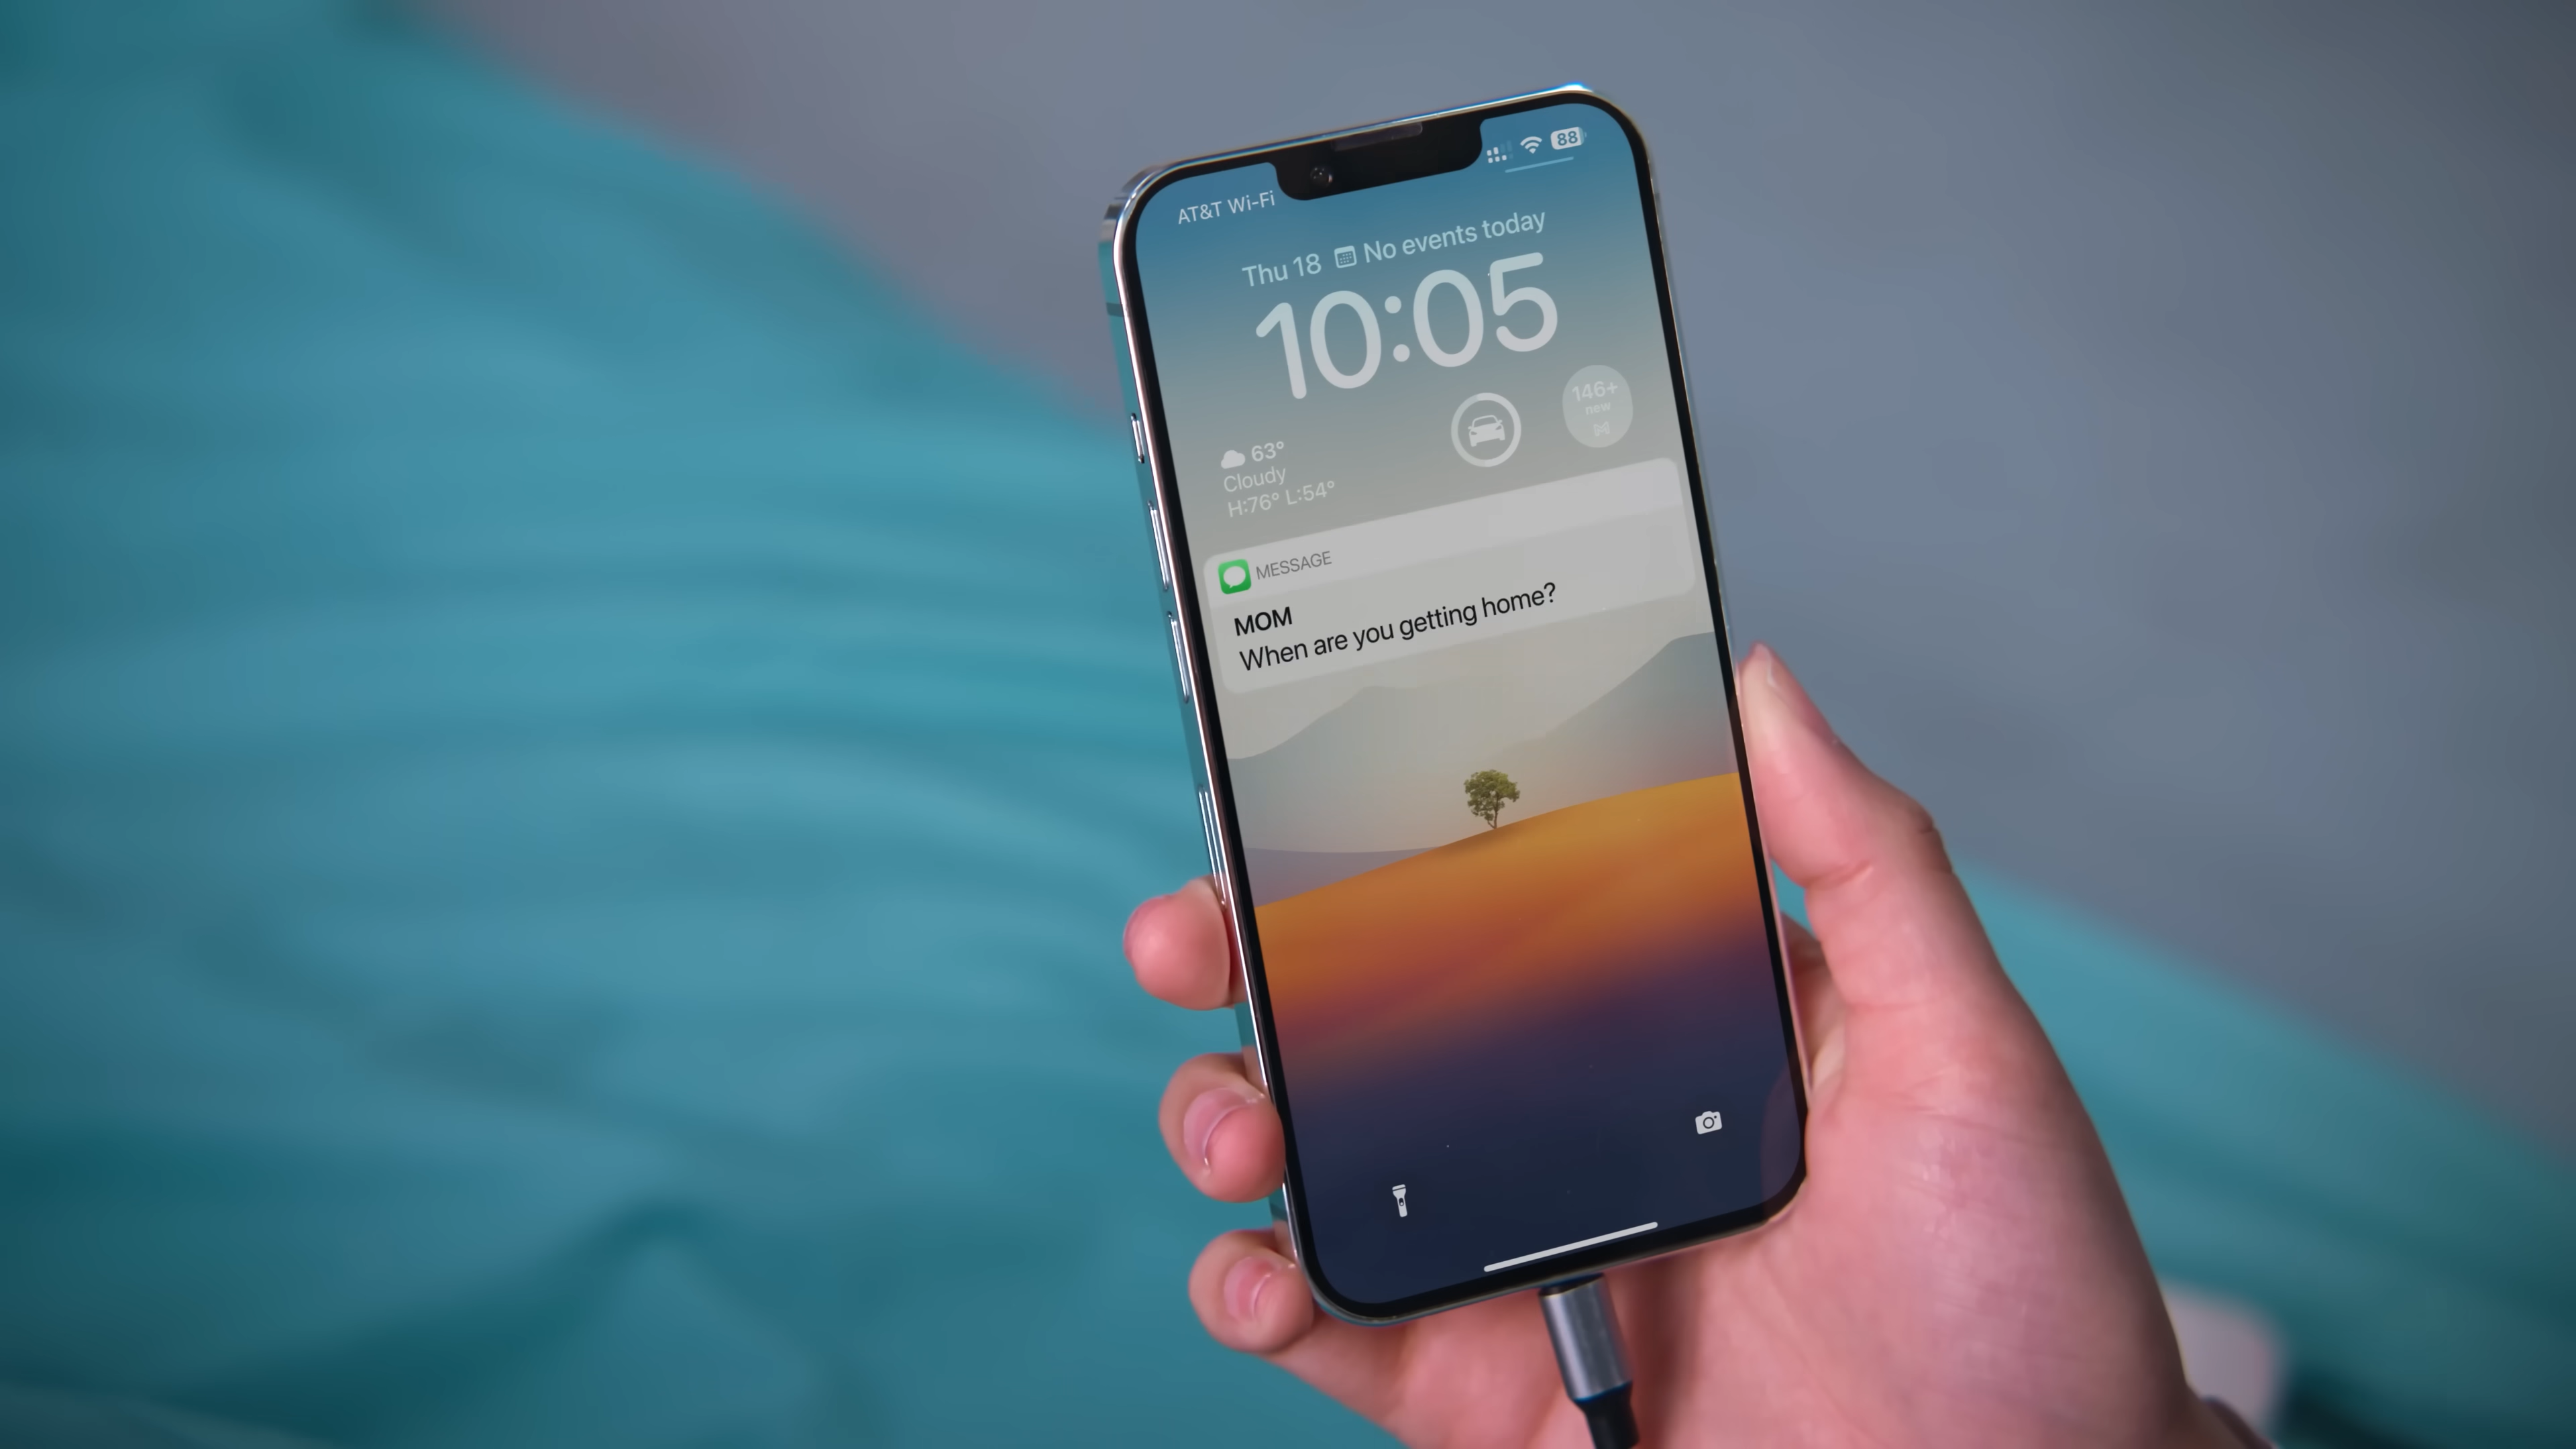 AT&T Wi-Fi
88
Thu 18 No events today
10:05
63°
Cloudy
H:76° L:54°
146+
new
MESSAGE
MOM
When are you getting home?